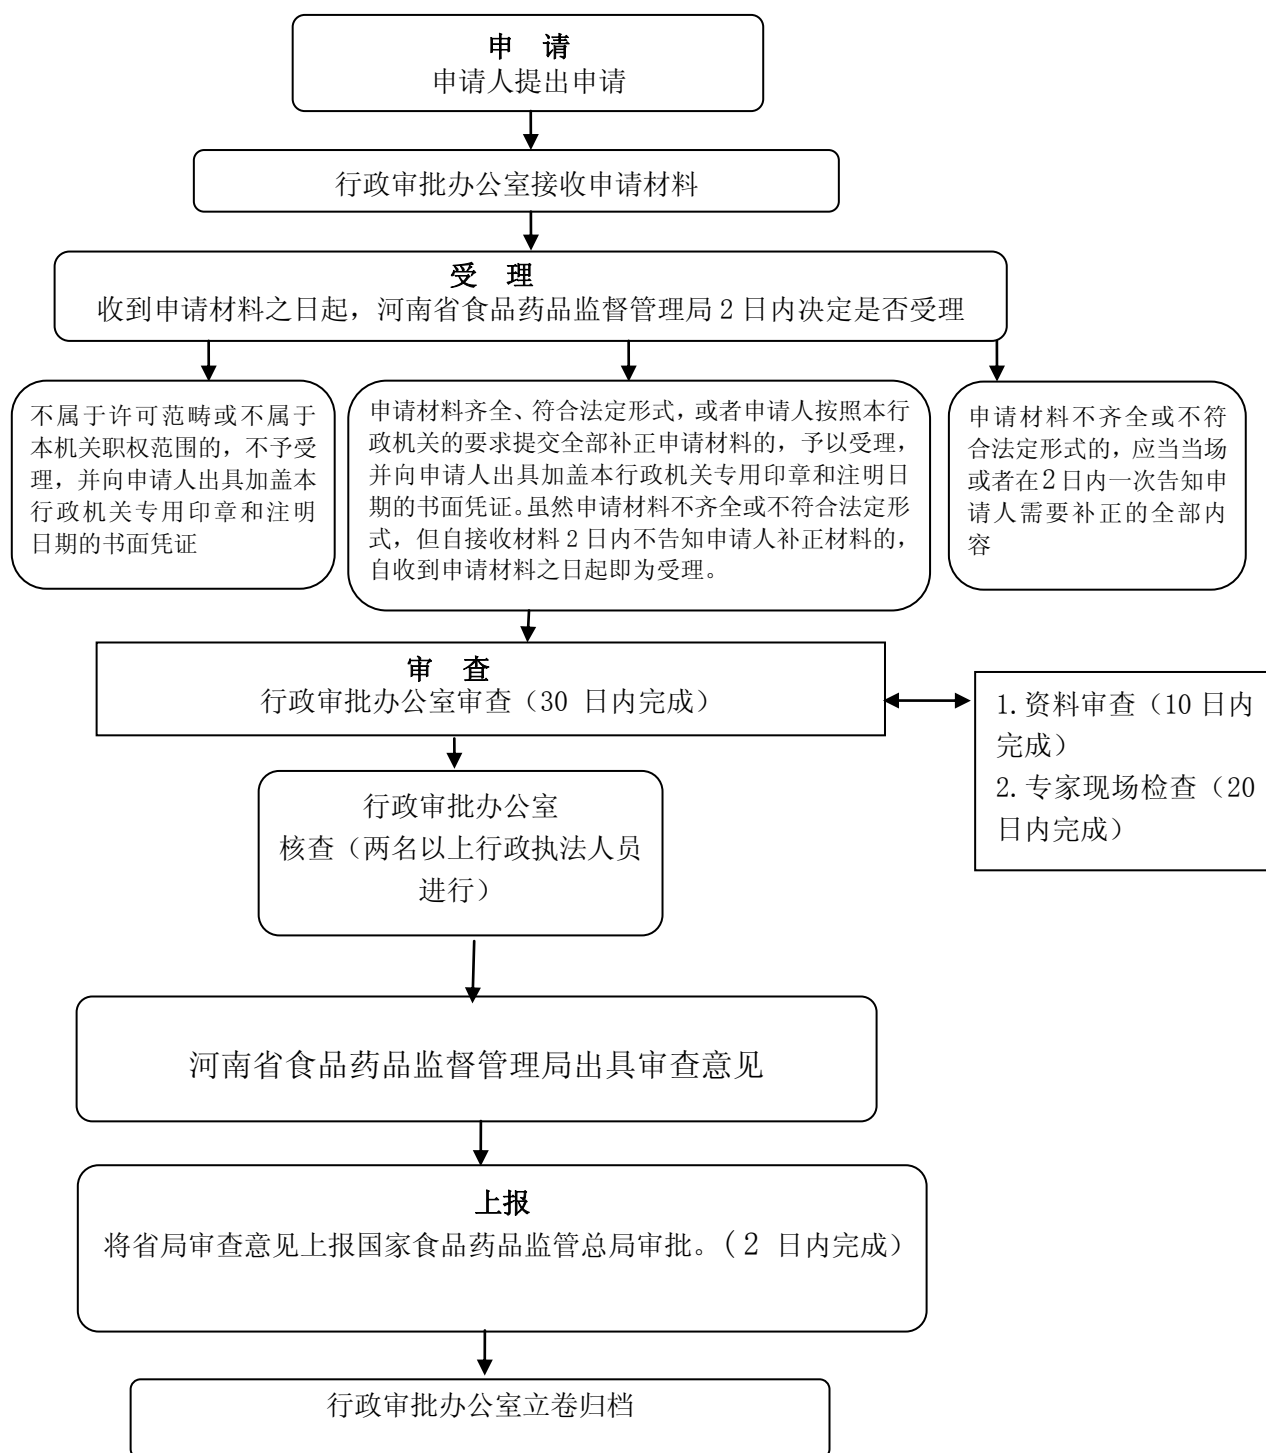 申 请
申请人提出申请
行政审批办公室接收申请材料
受 理
收到申请材料之日起，河南省食品药品监督管理局 2 日内决定是否受理
不属于许可范畴或不属于
本机关职权范围的，不予受
理，并向申请人出具加盖本
行政机关专用印章和注明
日期的书面凭证
申请材料齐全、符合法定形式，或者申请人按照本行
政机关的要求提交全部补正申请材料的，予以受理，
并向申请人出具加盖本行政机关专用印章和注明日
期的书面凭证。虽然申请材料不齐全或不符合法定形
式，但自接收材料 2 日内不告知申请人补正材料的，
自收到申请材料之日起即为受理。
申请材料不齐全或不符
合法定形式的，应当当场
或者在 2 日内一次告知申
请人需要补正的全部内
容
审 查
行政审批办公室审查（30 日内完成）
1.资料审查（10 日内
完成）
2.专家现场检查（20
日内完成）
行政审批办公室
核查（两名以上行政执法人员
进行）
河南省食品药品监督管理局出具审查意见
上报
将省局审查意见上报国家食品药品监管总局审批。（2 日内完成）
行政审批办公室立卷归档